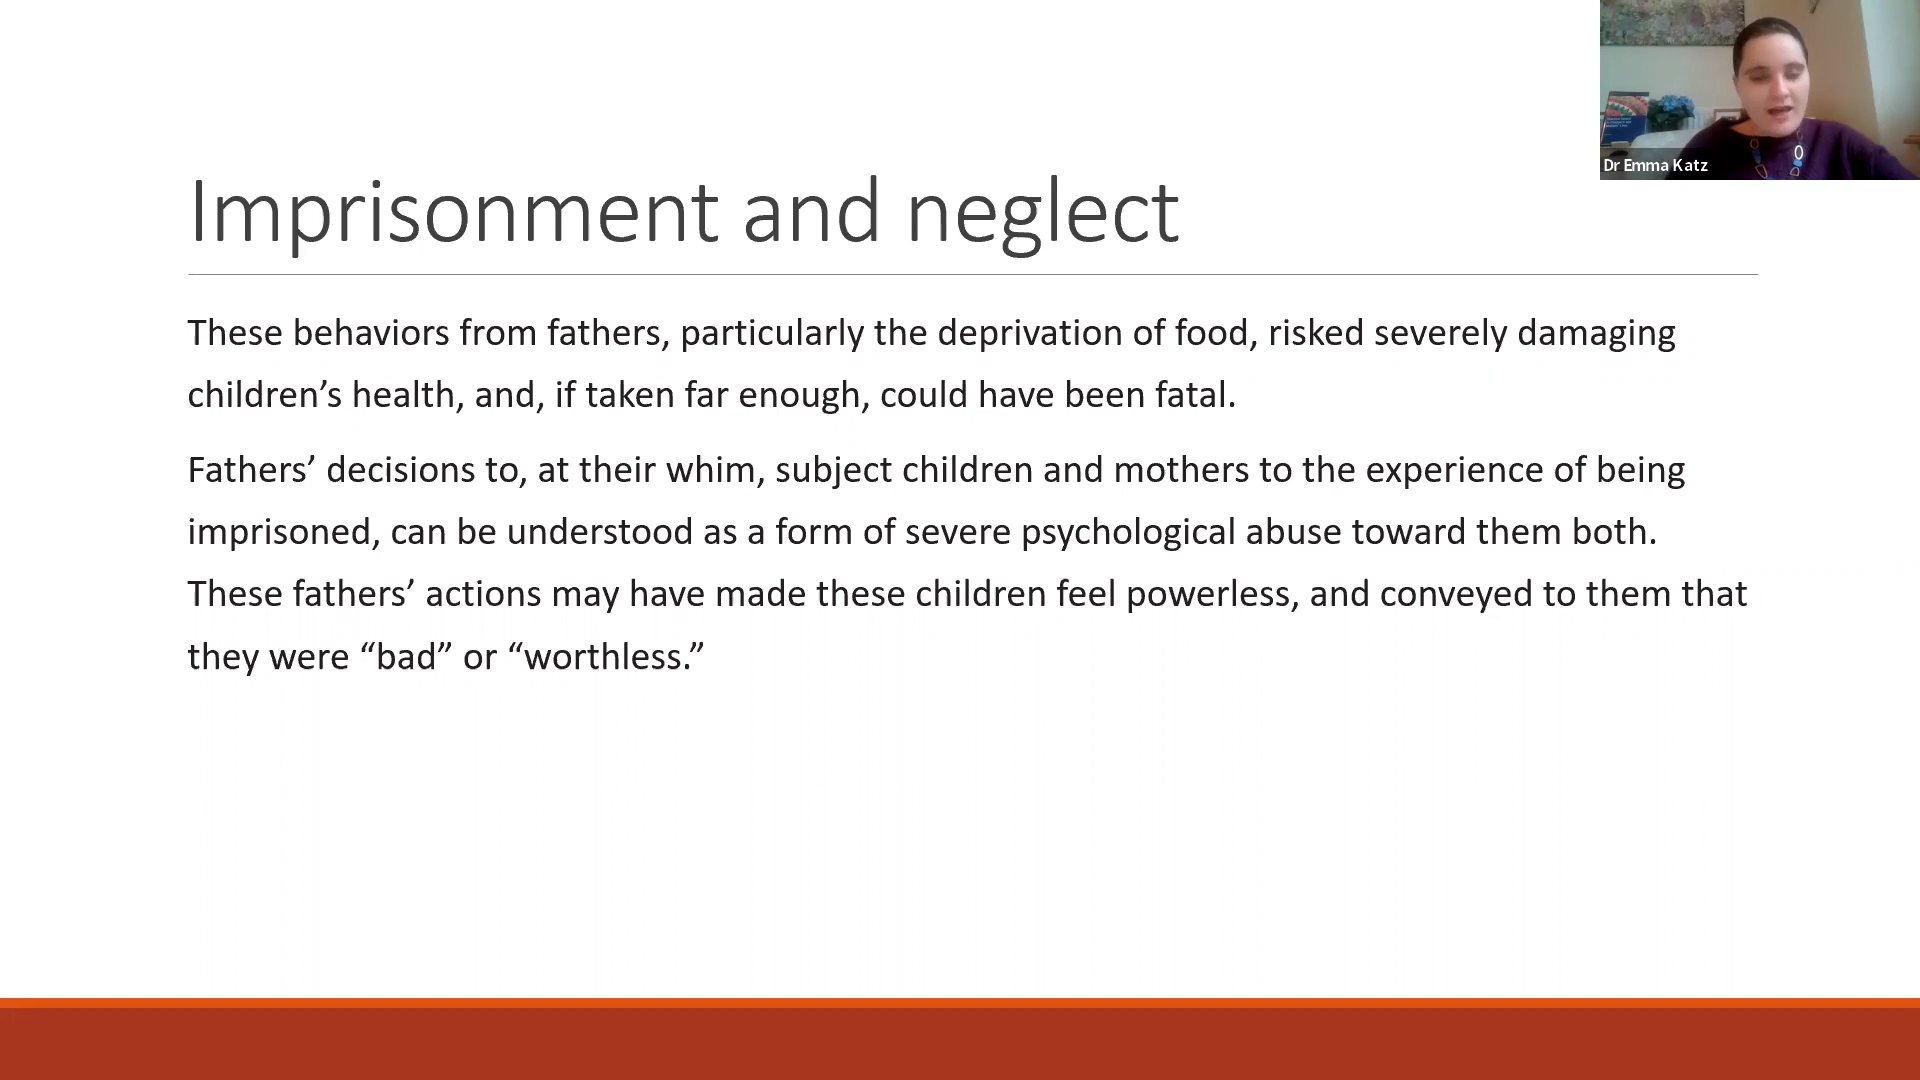 Dr Emma Katz
Imprisonment and neglect
These behaviors from fathers, particularly the deprivation of food, risked severely damaging
children’s health, and, if taken far enough, could have been fatal.
Fathers’ decisions to, at their whim, subject children and mothers to the experience of being
imprisoned, can be understood as a form of severe psychological abuse toward them both.
These fathers’ actions may have made these children feel powerless, and conveyed to them that
they were “bad” or “worthless.”